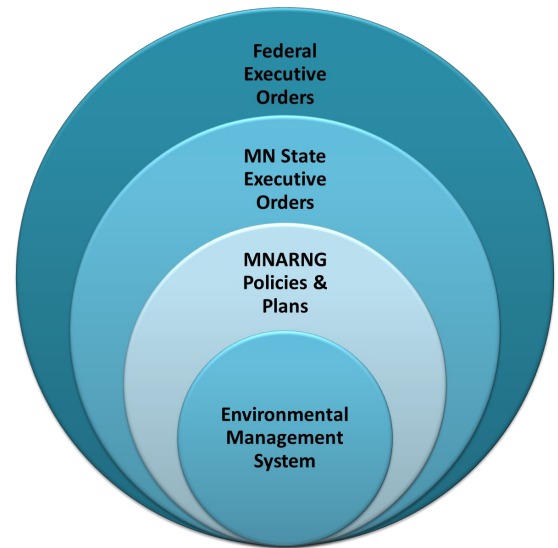 Federal
Executive
Orders
MN State
Executive
Orders
MNARNG
Policies &
Plans
Environmental
Management
System